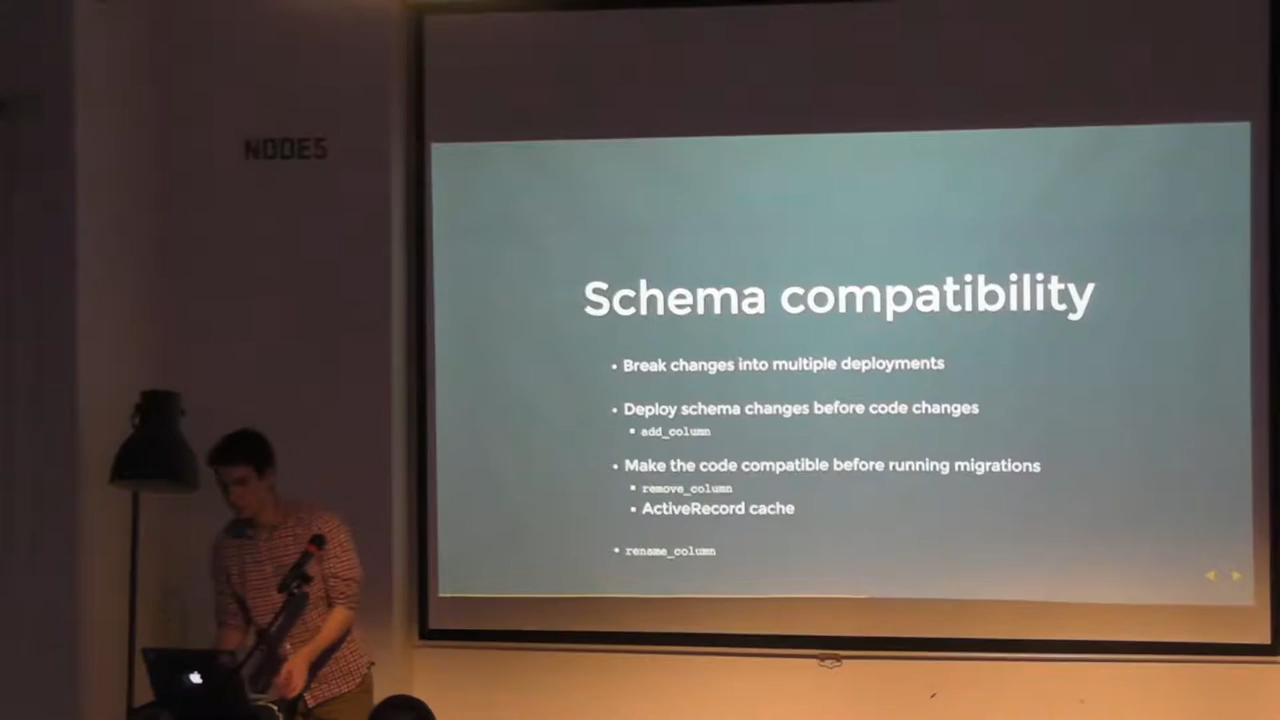 NODE5
Schema compatibility
• Break changes into multiple deployments
• Deploy schema changes before code changes
▪ add_column
• Make the code compatible before running migrations
▪ remove_column
▪ ActiveRecord cache
• rename_column